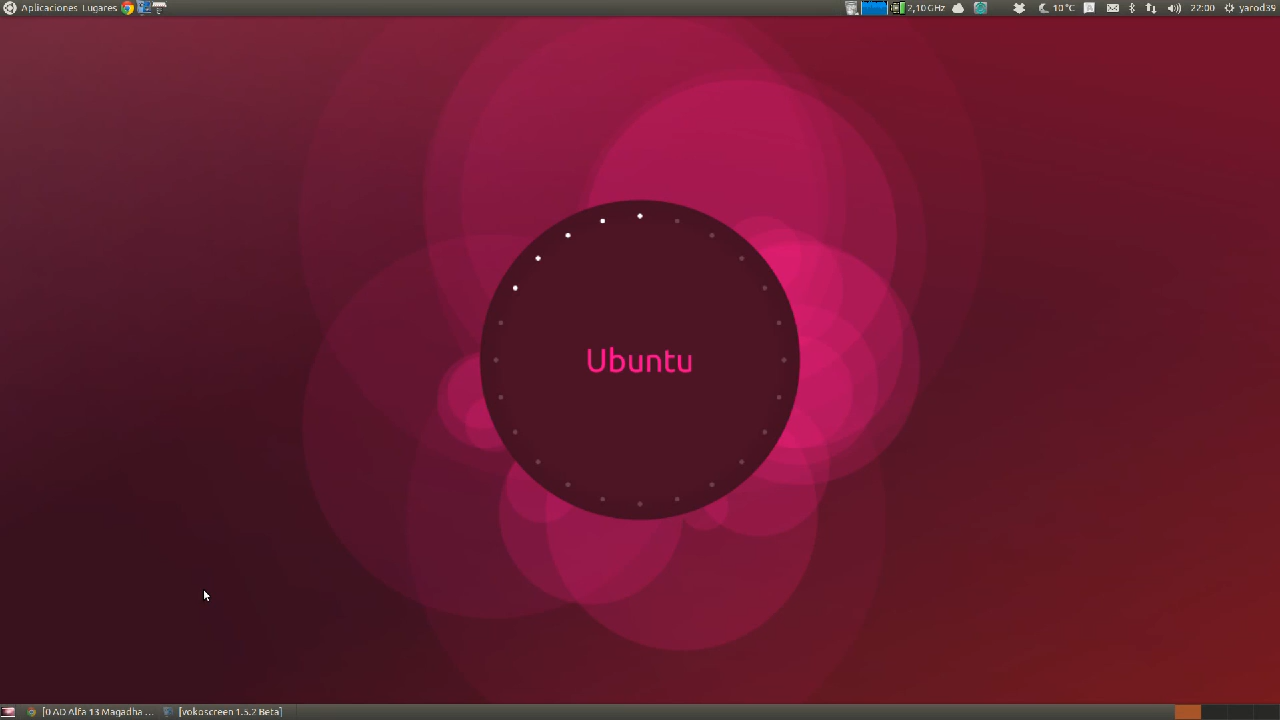 Aplicaciones Lugares 2,10 GHz 10 °C A 22:00 yarod39
Ubuntu
[0 AD Alfa 13 Magadha ... [vokoscreen 1.5.2 Beta]